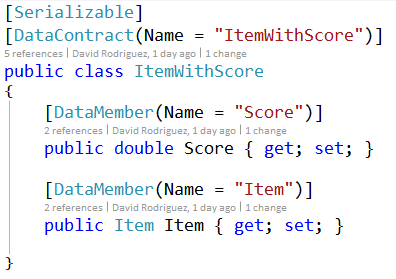 [Serializable]
[DataContract(Name = "ItemWithScore")]
5 references | David Rodriguez, 1 day ago | 1 change
public class ItemWithScore
{
[DataMember(Name = "Score")]
2 references | David Rodriguez, 1 day ago | 1 change
public double Score { get; set; }
[DataMember(Name = "Item")]
2 references | David Rodriguez, 1 day ago | 1 change
public Item Item { get; set; }
}